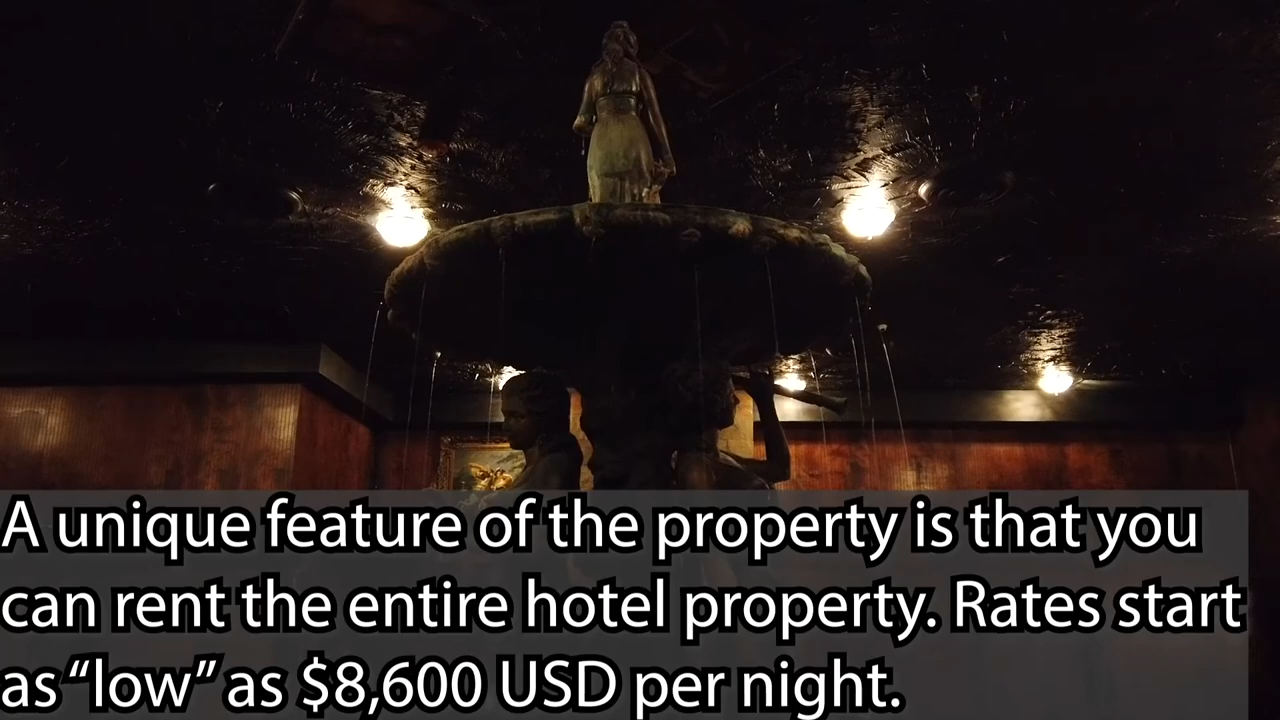 A unique feature of the property is that you
can rent the entire hotel property. Rates start
as “low” as $8,600 USD per night.